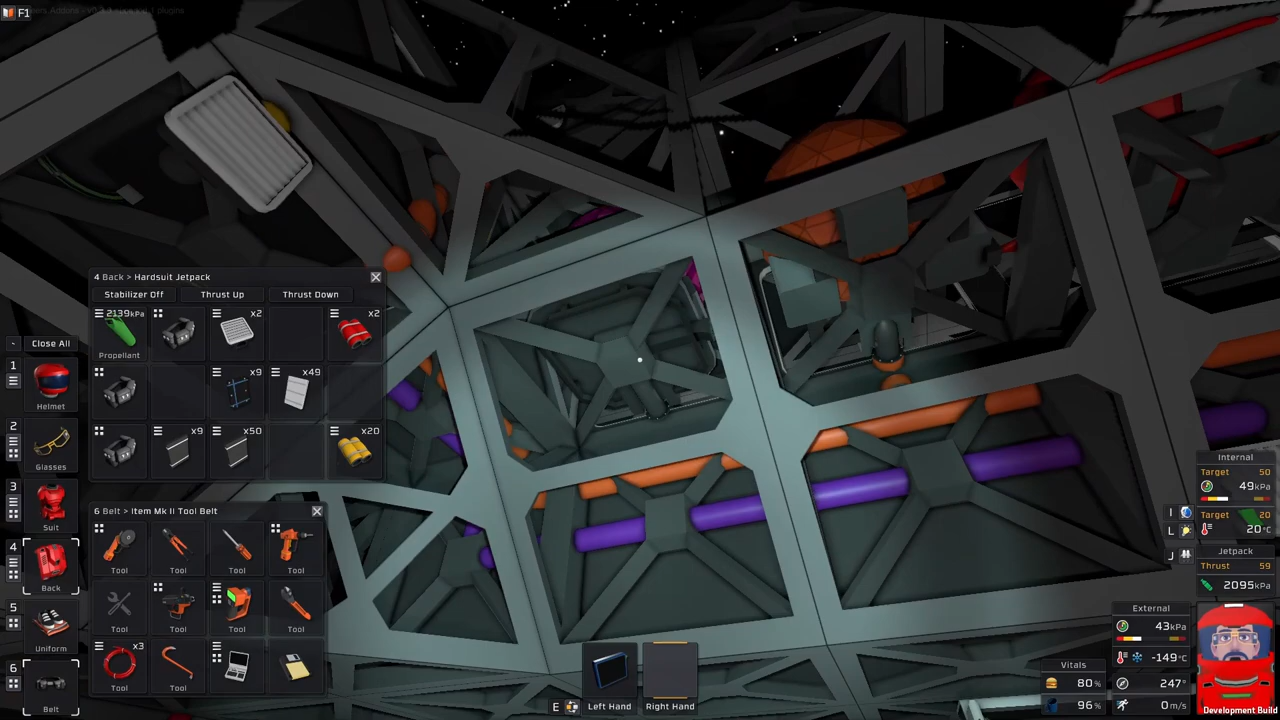 F1
4 Back > Hardsuit Jetpack
Stabilizer Off
Thrust Up
Thrust Down
2139kPa
x2
x2
Propellant
x9
x49
x9
x50
x20
- Close All
1
Helmet
2
Glasses
3
Suit
4
Back
5
Uniform
6
Belt
6 Belt > Item Mk II Tool Belt
Tool
Tool
Tool
Tool
Tool
Tool
Tool
Tool
x3
Tool
Tool
E
Left Hand
Right Hand
Internal
Target 50
49kPa
Target 20
20°C
I
L
J
Jetpack
Thrust 59
2095kPa
External
43kPa
-149°C
247°
0m/s
Vitals
80%
96%
Development Build